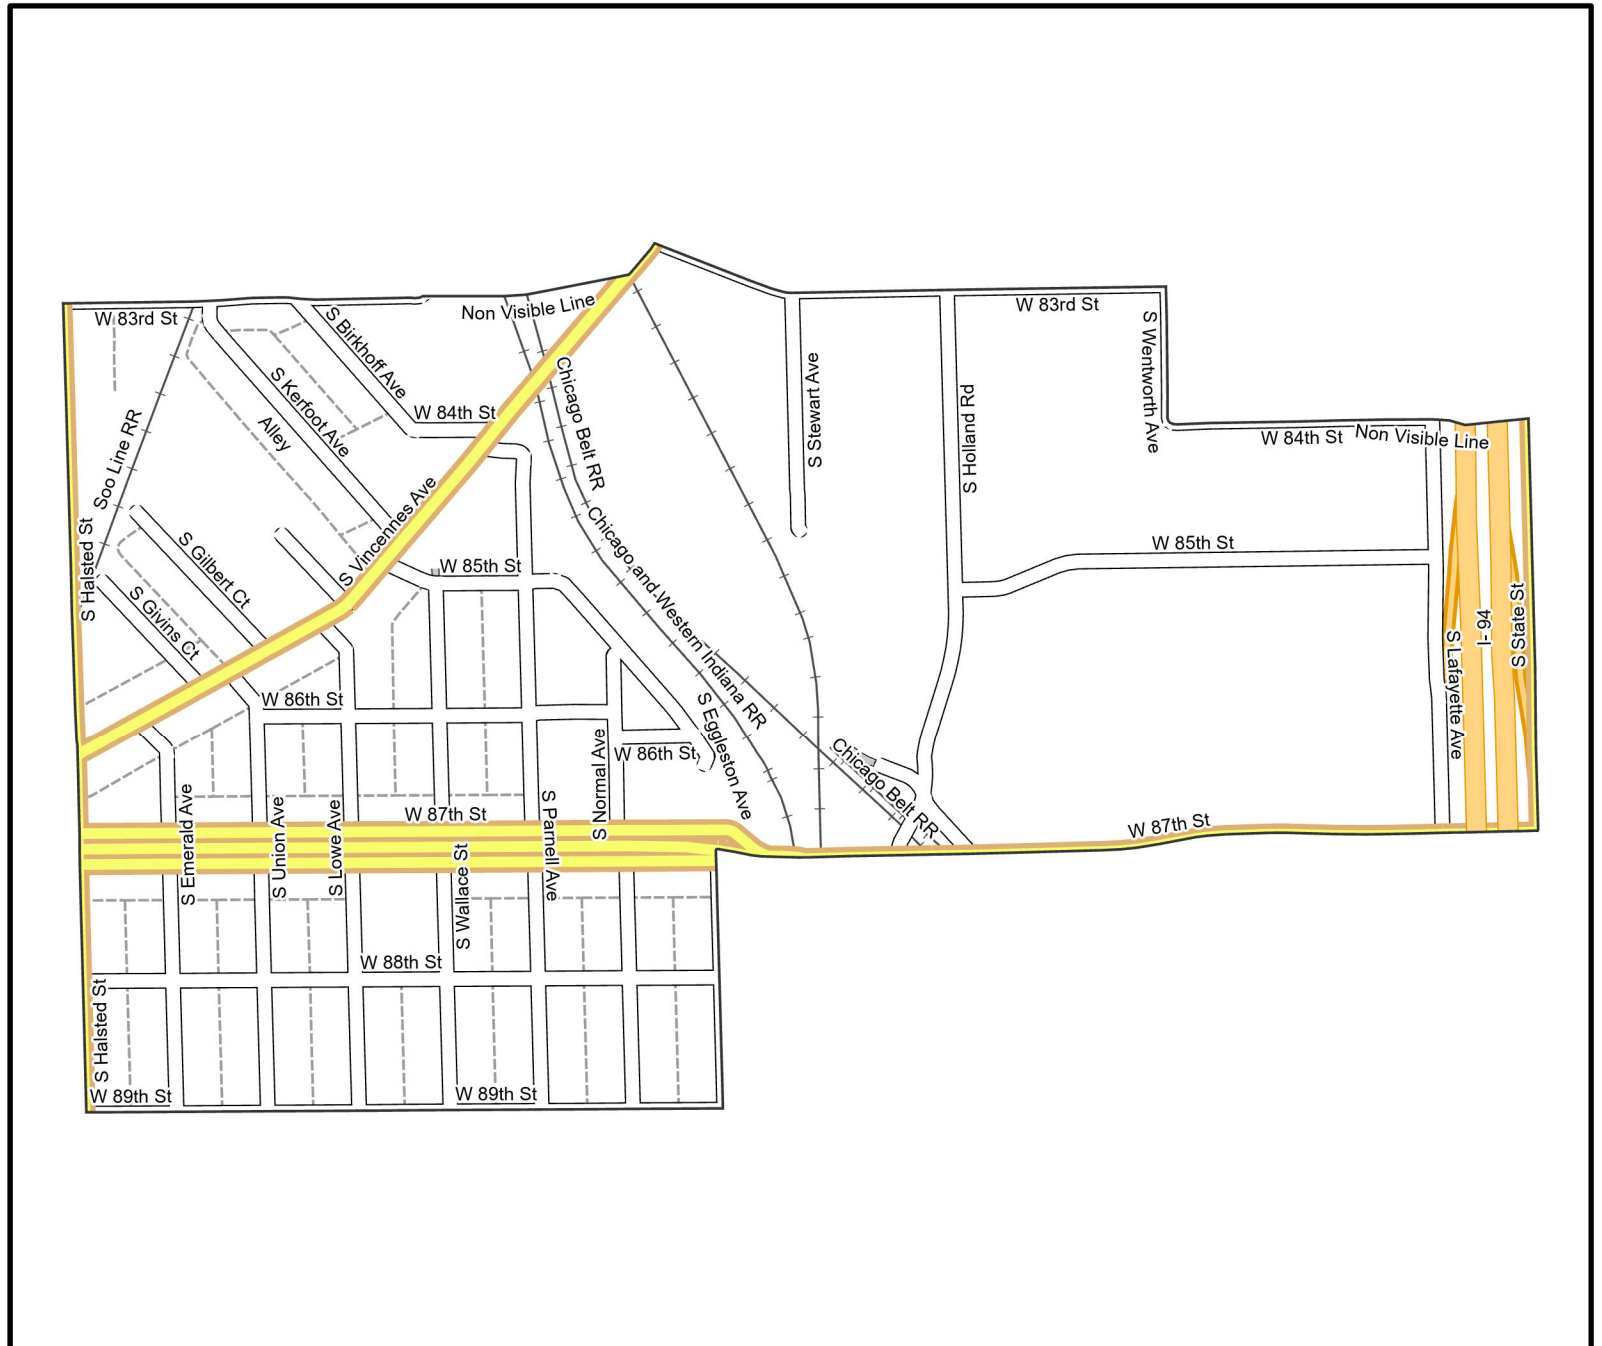 W 83rd St
Non Visible Line
W 83rd St
S Birkhoff Ave
S Kerfoot Ave
Alley
W 84th St
Chicago Belt RR
S Stewart Ave
S Holland Rd
S Wentworth Ave
W 84th St
Non Visible Line
Soo Line RR
S Halsted St
S Gilbert Ct
S Givins Ct
S Vincennes Ave
W 85th St
Chicago and Western Indiana RR
W 85th St
S Lafayette Ave
I- 94
S State St
W 86th St
W 86th St
S Eggleston Ave
Chicago Belt RR
S Emerald Ave
S Union Ave
S Lowe Ave
W 87th St
S Wallace St
S Parnell Ave
S Normal Ave
W 87th St
W 88th St
S Halsted St
W 89th St
W 89th St